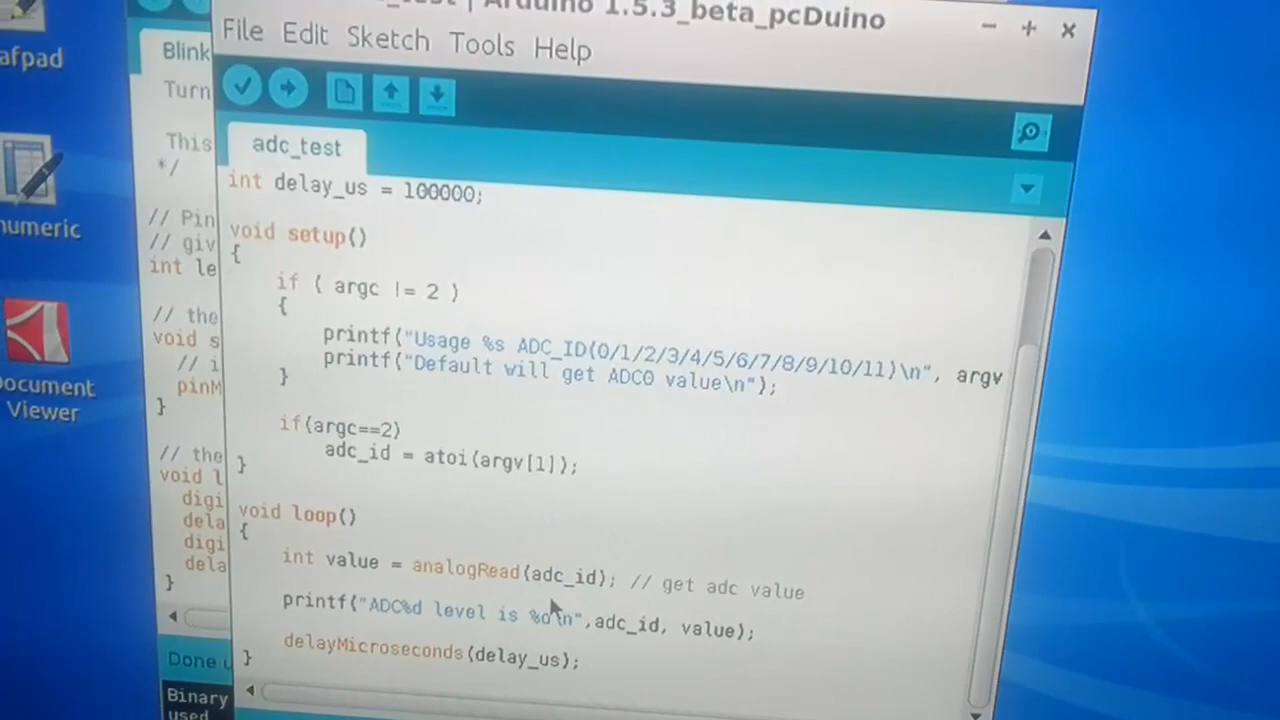 _test | Arduino 1.5.3_beta_pcDuino
File Edit Sketch Tools Help
adc_test
int delay_us = 100000;
void setup()
{
if ( argc != 2 )
{
printf("Usage %s ADC_ID(0/1/2/3/4/5/6/7/8/9/10/11)\n", argv
printf("Default will get ADC0 value\n");
}
if(argc==2)
adc_id = atoi(argv[1]);
}
void loop()
{
int value = analogRead(adc_id); // get adc value
printf("ADC%d level is \n",adc_id, value);
delayMicroseconds(delay_us);
}
Blink
Turn
This
*/
// Pin
// giv
int le
// the
void s
// i
pinM
}
// the
void l
digi
dela
digi
dela
}
Done u
Binary
used
afpad
numeric
Document
Viewer